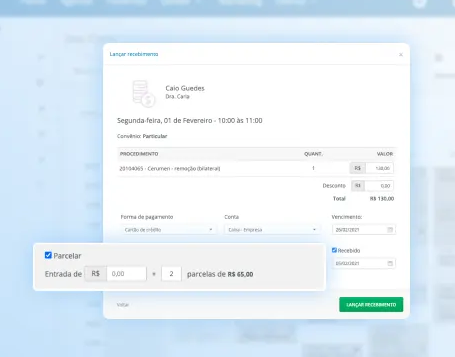 Lançar recebimento
×
Caio Guedes
Dra. Carla
Segunda-feira, 01 de Fevereiro - 10:00 às 11:00
Convênio: Particular
PROCEDIMENTO QUANT. VALOR
20104065 - Cerumen - remoção (bilateral) 1 R$ 130,00
Desconto R$ 0,00
Total R$ 130,00
Forma de pagamento Conta Vencimento
Cartão de crédito Caixa - Empresa 26/02/2021
Parcelar Recebido
Entrada de R$ 0,00 + 2 parcelas de R$ 65,00
05/02/2021
Voltar LANÇAR RECEBIMENTO